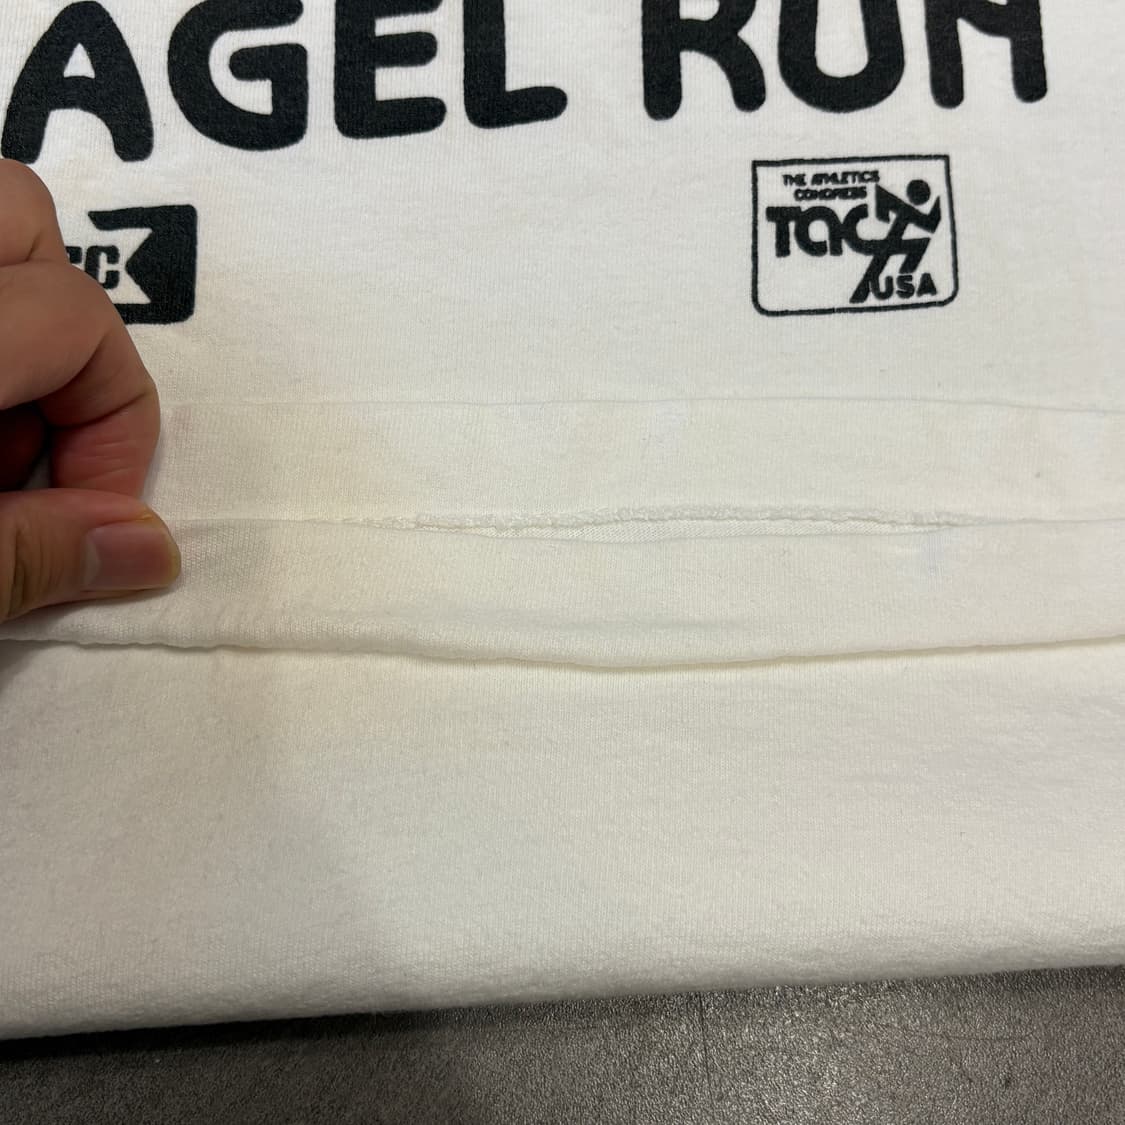 AGEL RUN
THE ATHLETICS
CONGRESS
TAC
USA